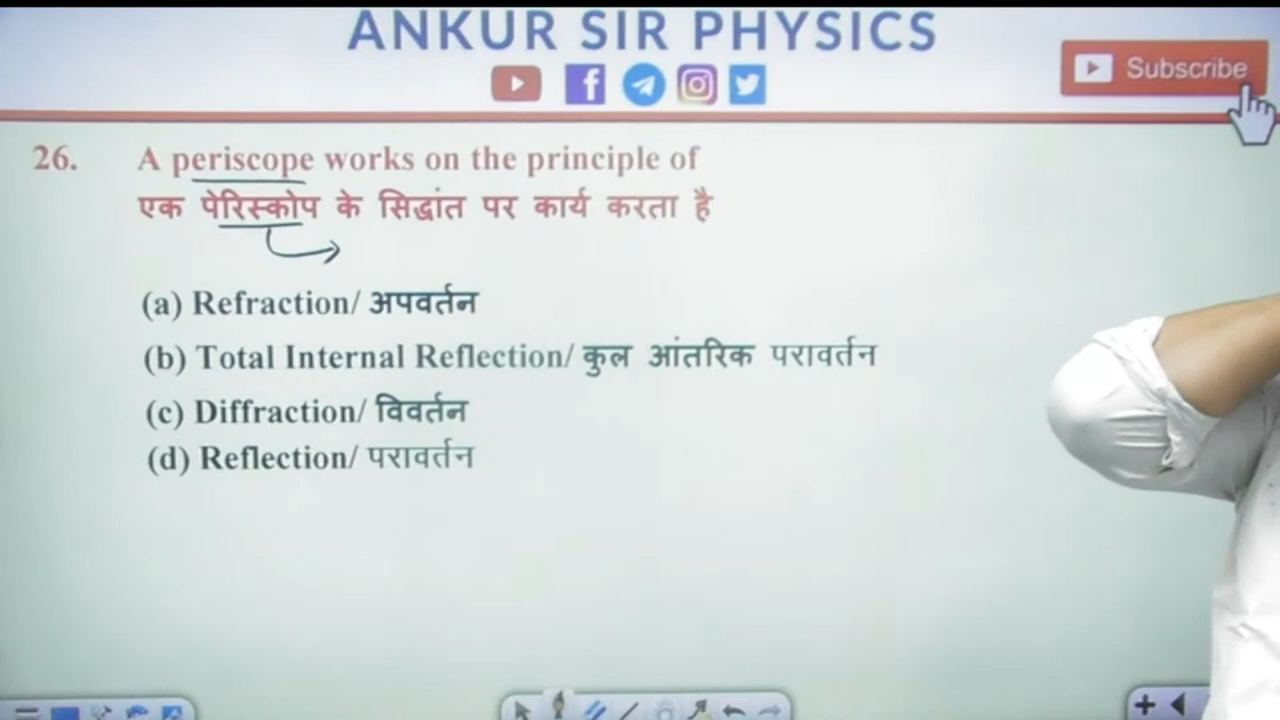 ANKUR SIR PHYSICS
Subscribe
26. A periscope works on the principle of
एक पेरिस्कोप के सिद्धांत पर कार्य करता है
(a) Refraction/ अपवर्तन
(b) Total Internal Reflection/ कुल आंतरिक परावर्तन
(c) Diffraction/ विवर्तन
(d) Reflection/ परावर्तन